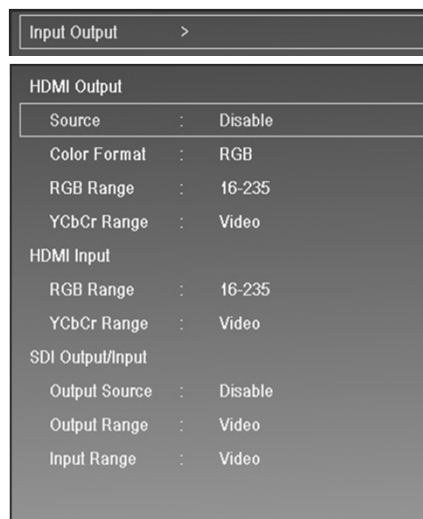 Input Output >
HDMI Output
Source : Disable
Color Format : RGB
RGB Range : 16-235
YCbCr Range : Video
HDMI Input
RGB Range : 16-235
YCbCr Range : Video
SDI Output/Input
Output Source : Disable
Output Range : Video
Input Range : Video